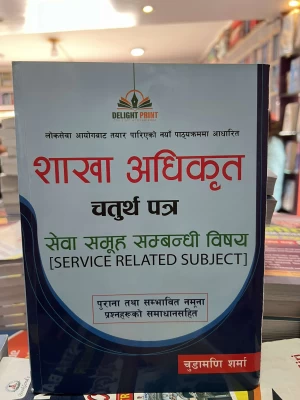 DELIGHT PRINT
लोकसेवा आयोगबाट तयार पारिएको नयाँ पाठ्यक्रममा आधारित
शाखा अधिकृत
चतुर्थ पत्र
सेवा समूह सम्बन्धी विषय
[SERVICE RELATED SUBJECT]
पुराना तथा सम्भावित नमूना
प्रश्नहरूको समाधानसहित
चुडामणि शर्मा